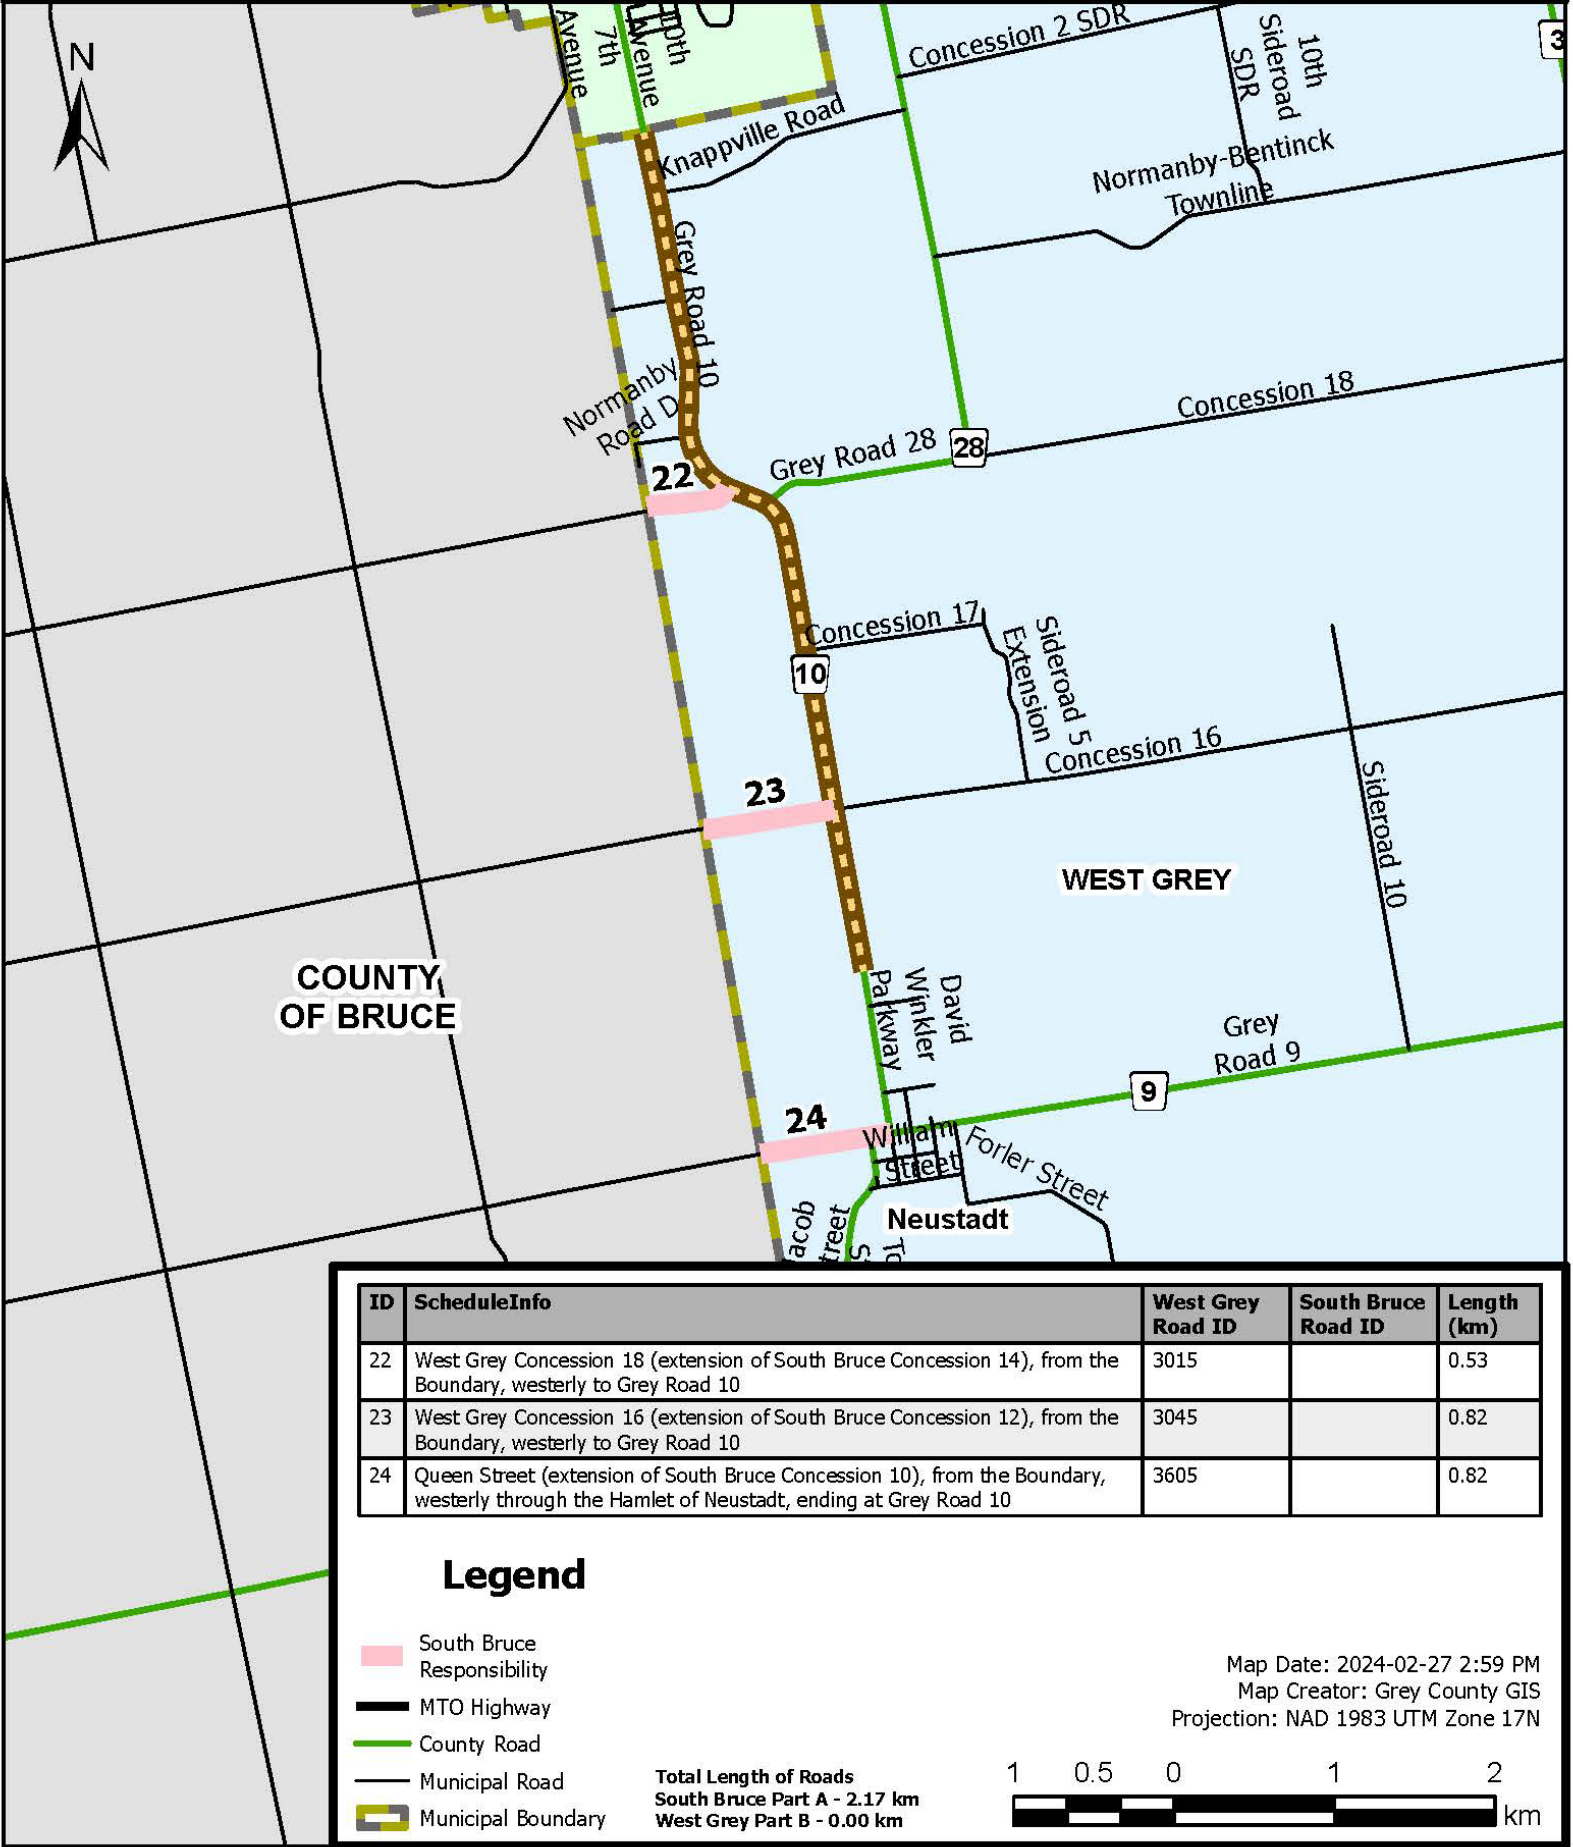 N
Avenue
7th
Avenue
10th
Concession 2 SDR
10th
Sideroad
SDR
3
Knappville Road
Normanby-Bentinck
Townline
Grey Road 10
Normanby
Road D
22
Grey Road 28
28
Concession 18
Concession 17
10
Sideroad 5
Extension
Concession 16
23
Sideroad 10
WEST GREY
COUNTY
OF BRUCE
David
Winkler
Parkway
Grey
Road 9
9
24
William
Street
Forler Street
Neustadt
ID ScheduleInfo West Grey Road ID South Bruce Road ID Length (km)
22 West Grey Concession 18 (extension of South Bruce Concession 14), from the 3015 0.53
Boundary, westerly to Grey Road 10
23 West Grey Concession 16 (extension of South Bruce Concession 12), from the 3045 0.82
Boundary, westerly to Grey Road 10
24 Queen Street (extension of South Bruce Concession 10), from the Boundary, 3605 0.82
westerly through the Hamlet of Neustadt, ending at Grey Road 10
Legend
South Bruce
Responsibility
MTO Highway
County Road
Municipal Road
Municipal Boundary
Total Length of Roads
South Bruce Part A - 2.17 km
West Grey Part B - 0.00 km
Map Date: 2024-02-27 2:59 PM
Map Creator: Grey County GIS
Projection: NAD 1983 UTM Zone 17N
1 0.5 0 1 2
km